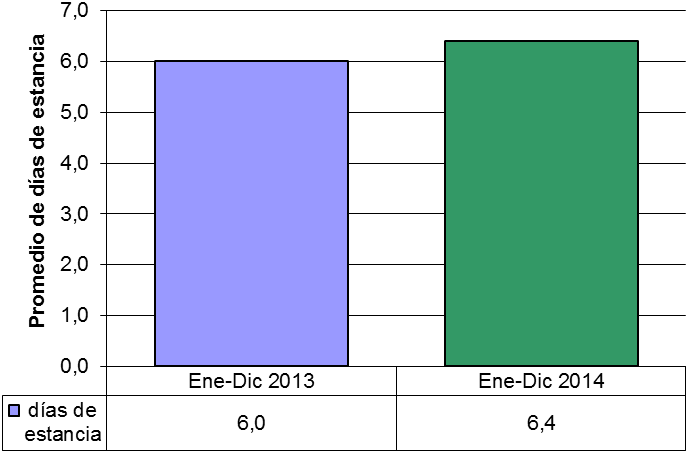 Promedio de días de estancia
7,0
6,0
5,0
4,0
3,0
2,0
1,0
0,0
Ene-Dic 2013 Ene-Dic 2014
días de estancia 6,0 6,4